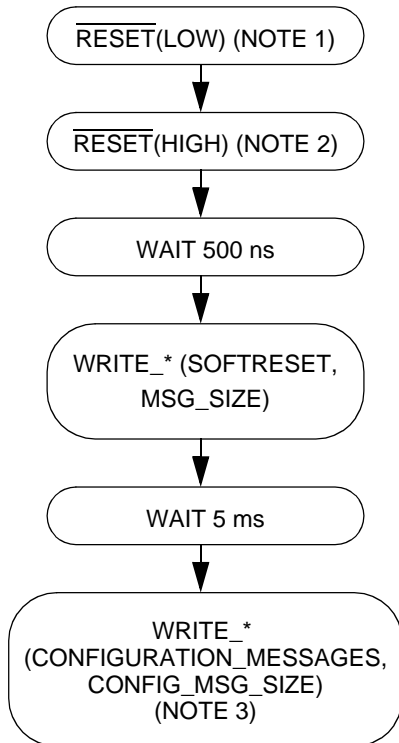 RESET(LOW) (NOTE 1)
RESET(HIGH) (NOTE 2)
WAIT 500 ns
WRITE_* (SOFTRESET,
MSG_SIZE)
WAIT 5 ms
WRITE_*
(CONFIGURATION_MESSAGES,
CONFIG_MSG_SIZE)
(NOTE 3)